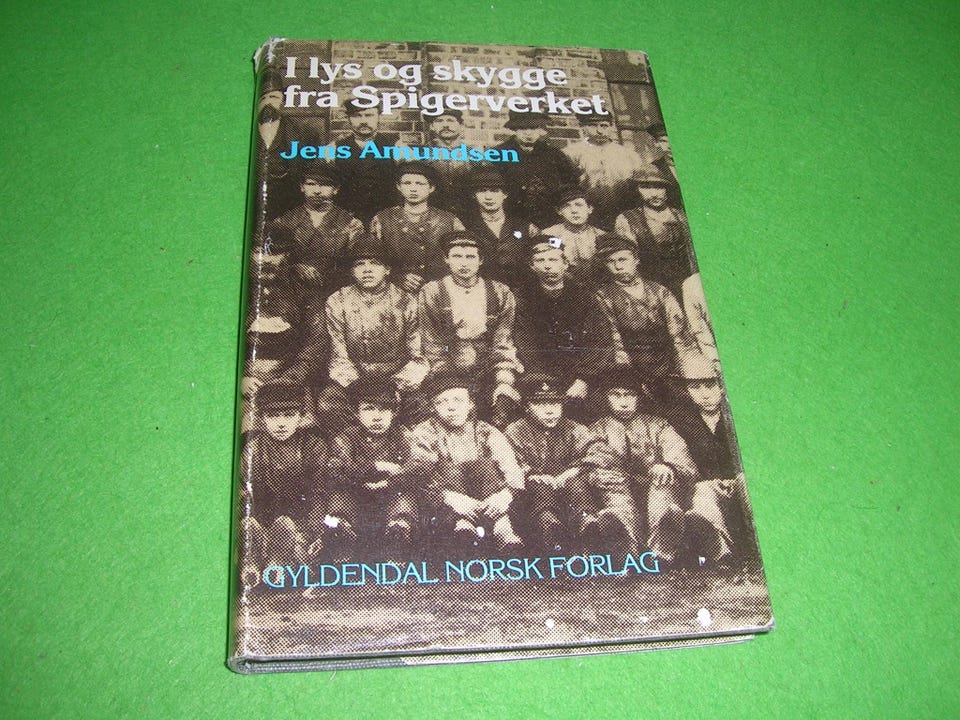 I lys og skygge
fra Spigerverket
Jens Amundsen
GYLDENDAL NORSK FORLAG